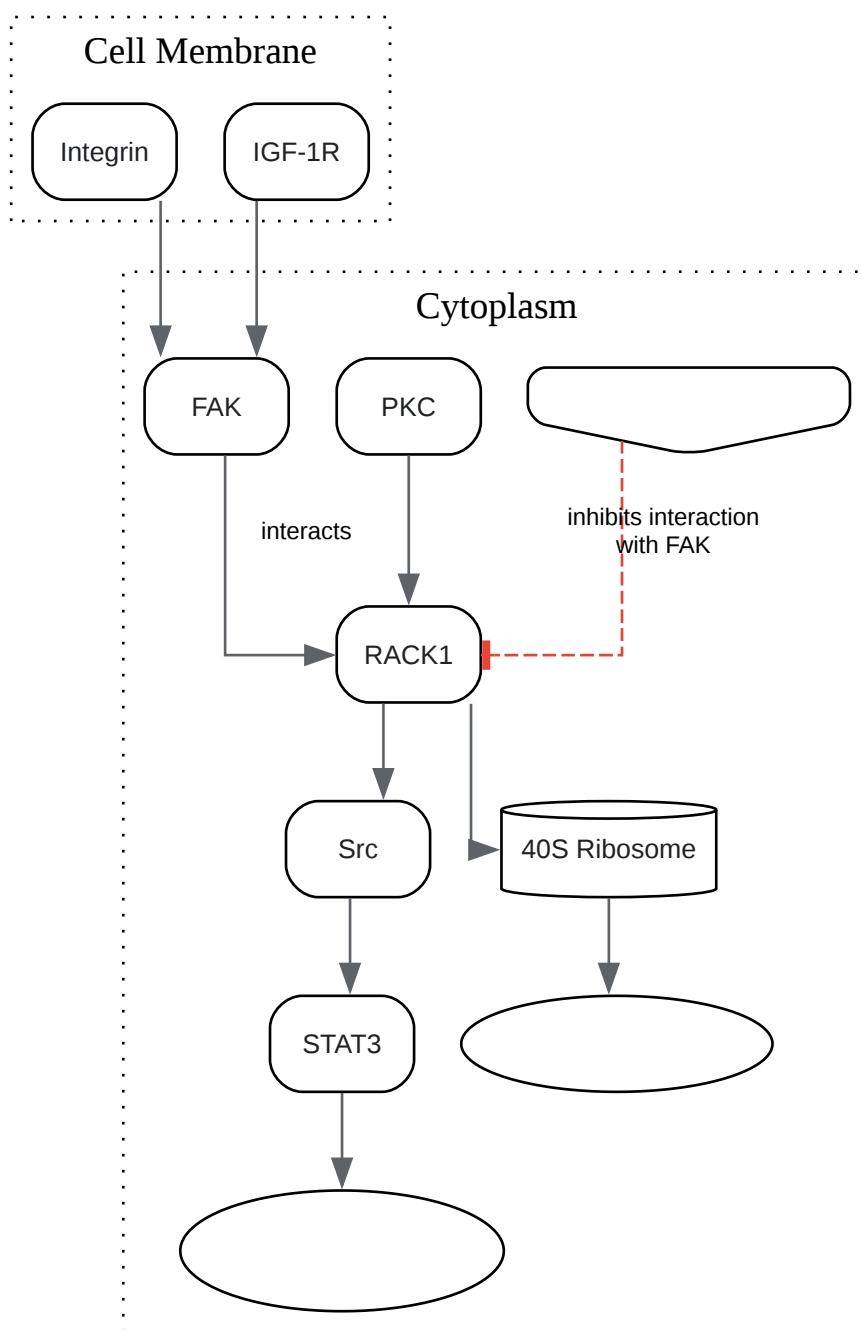 Cell Membrane
Integrin
IGF-1R
Cytoplasm
FAK
PKC
interacts
inhibits interaction
with FAK
RACK1
Src
40S Ribosome
STAT3